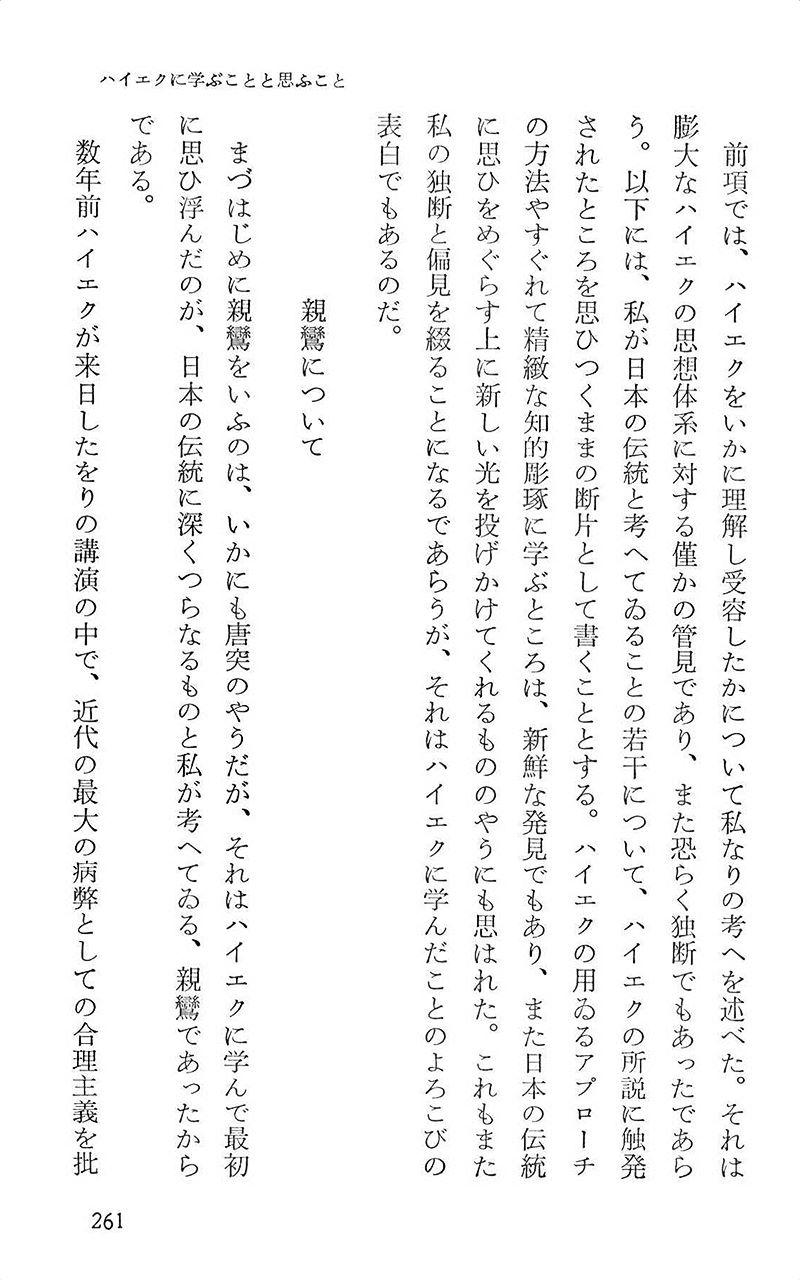 ハイエクに学ぶことと思ふこと
前項では、ハイエクをいかに理解し受容したかについて私なりの考へを述べた。それは
膨大なハイエクの思想体系に対する僅かの管見であり、また恐らく独断でもあったであら
う。以下には、私が日本の伝統と考へてゐることの若干について、ハイエクの所説に触発
されたところを思ひつくままの断片として書くこととする。ハイエクの用ゐるアプローチ
の方法やすぐれて精緻な知的彫琢に学ぶところは、新鮮な発見でもあり、また日本の伝統
に思ひをめぐらす上に新しい光を投げかけてくれるもののやうにも思はれた。これもまた
私の独断と偏見を綴ることになるであらうが、それはハイエクに学んだことのよろこびの
表白でもあるのだ。
親鸞について
まづはじめに親鸞をいふのは、いかにも唐突のやうだが、それはハイエクに学んで最初
に思ひ浮んだのが、日本の伝統に深くつらなるものと私が考へてゐる、親鸞であったから
である。
数年前ハイエクが来日したをりの講演の中で、近代の最大の病弊としての合理主義を批
261